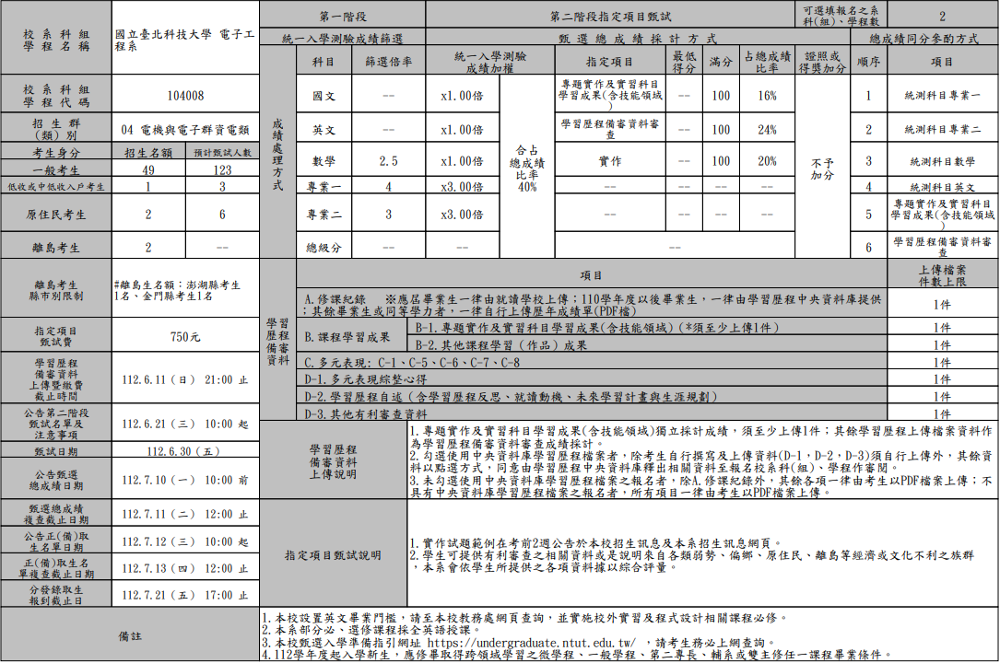 校系科組
學程名稱
國立臺北科技大學 電子工
程系
第一階段
第二階段指定項目甄試
可選填報名之系
科(組)、學程數
2
統一入學測驗成績篩選
甄選總成績採計方式
總成績同分參酌方式
科目
篩選倍率
統一入學測驗
成績加權
指定項目
最低
得分
滿分
占總成績
比率
證照或
得獎加分
順序
項目
校系科組
學程代碼
104008
成績處理方式
國文
--
x1.00倍
合占
總成績
比率
40%
專題實作及實習科目
學習成果(含技能領域
)
--
100
16%
不予
加分
1
統測科目專業一
招生群
(類)別
04 電機與電子群資電類
英文
--
x1.00倍
學習歷程備審資料審
查
--
100
24%
2
統測科目專業二
考生身分
招生名額
預計甄試人數
一般考生
49
123
數學
2.5
x1.00倍
實作
--
100
20%
3
統測科目數學
低收或中低收入戶考生
1
3
專業一
4
x3.00倍
--
--
--
--
4
統測科目英文
原住民考生
2
6
專業二
3
x3.00倍
--
--
--
--
5
專題實作及實習科目
學習成果(含技能領域
)
離島考生
2
--
總級分
--
--
--
6
學習歷程備審資料審
查
離島考生
縣市別限制
#離島生名額：澎湖縣考生
1名、金門縣考生1名
學習
歷程
備審
資料
項目
上傳檔案
件數上限
A.修課紀錄 ※應屆畢業生一律由就讀學校上傳；110學年度以後畢業生，一律由學習歷程中央資料庫提供
；其餘畢業生或同等學力者，一律自行上傳歷年成績單(PDF檔)
1件
指定項目
甄試費
750元
B.課程學習成果
B-1.專題實作及實習科目學習成果(含技能領域)(*須至少上傳1件)
1件
B-2.其他課程學習（作品）成果
1件
學習歷程
備審資料
上傳暨繳費
截止時間
112.6.11（日） 21:00 止
C.多元表現: C-1、C-5、C-6、C-7、C-8
1件
D-1.多元表現綜整心得
1件
D-2.學習歷程自述（含學習歷程反思、就讀動機、未來學習計畫與生涯規劃）
1件
D-3.其他有利審查資料
1件
公告第二階段
甄試名單及
注意事項
112.6.21（三） 10:00 起
學習歷程
備審資料
上傳說明
1.專題實作及實習科目學習成果(含技能領域)獨立採計成績，須至少上傳1件；其餘學習歷程上傳檔案資料作
為學習歷程備審資料審查成績採計。
2.勾選使用中央資料庫學習歷程檔案者，除考生自行撰寫及上傳資料(D-1，D-2，D-3)須自行上傳外，其餘資
料以點選方式，同意由學習歷程中央資料庫釋出相關資料至報名校系科(組)、學程作審閱。
3.未勾選使用中央資料庫學習歷程檔案之報名者，除A.修課紀錄外，其餘各項一律由考生以PDF檔案上傳；不
具有中央資料庫學習歷程檔案之報名者，所有項目一律由考生以PDF檔案上傳。
甄試日期
112.6.30（五）
公告甄選
總成績日期
112.7.10（一） 10:00 前
甄選總成績
複查截止日期
112.7.11（二） 12:00 止
指定項目甄試說明
1.實作試題範例在考前2週公告於本校招生訊息及本系招生訊息網頁。
2.學生可提供有利審查之相關資料或是說明來自各類弱勢、偏鄉、原住民、離島等經濟或文化不利之族群
，本系會依學生所提供之各項資料據以綜合評量。
公告正(備)取
生名單日期
112.7.12（三） 10:00 起
正(備)取生名
單複查截止日期
112.7.13（四） 12:00 止
分發錄取生
報到截止日
112.7.21（五） 17:00 止
備註
1.本校設置英文畢業門檻，請至本校教務處網頁查詢，並實施校外實習及程式設計相關課程必修。
2.本系部分必、選修課程採全英語授課。
3.本校甄選入學準備指引網址 https://undergraduate.ntut.edu.tw/ ，請考生務必上網查詢。
4.112學年度起入學新生，應修畢取得跨領域學習之微學程、一般學程、第二專長、輔系或雙主修任一課程畢業條件。